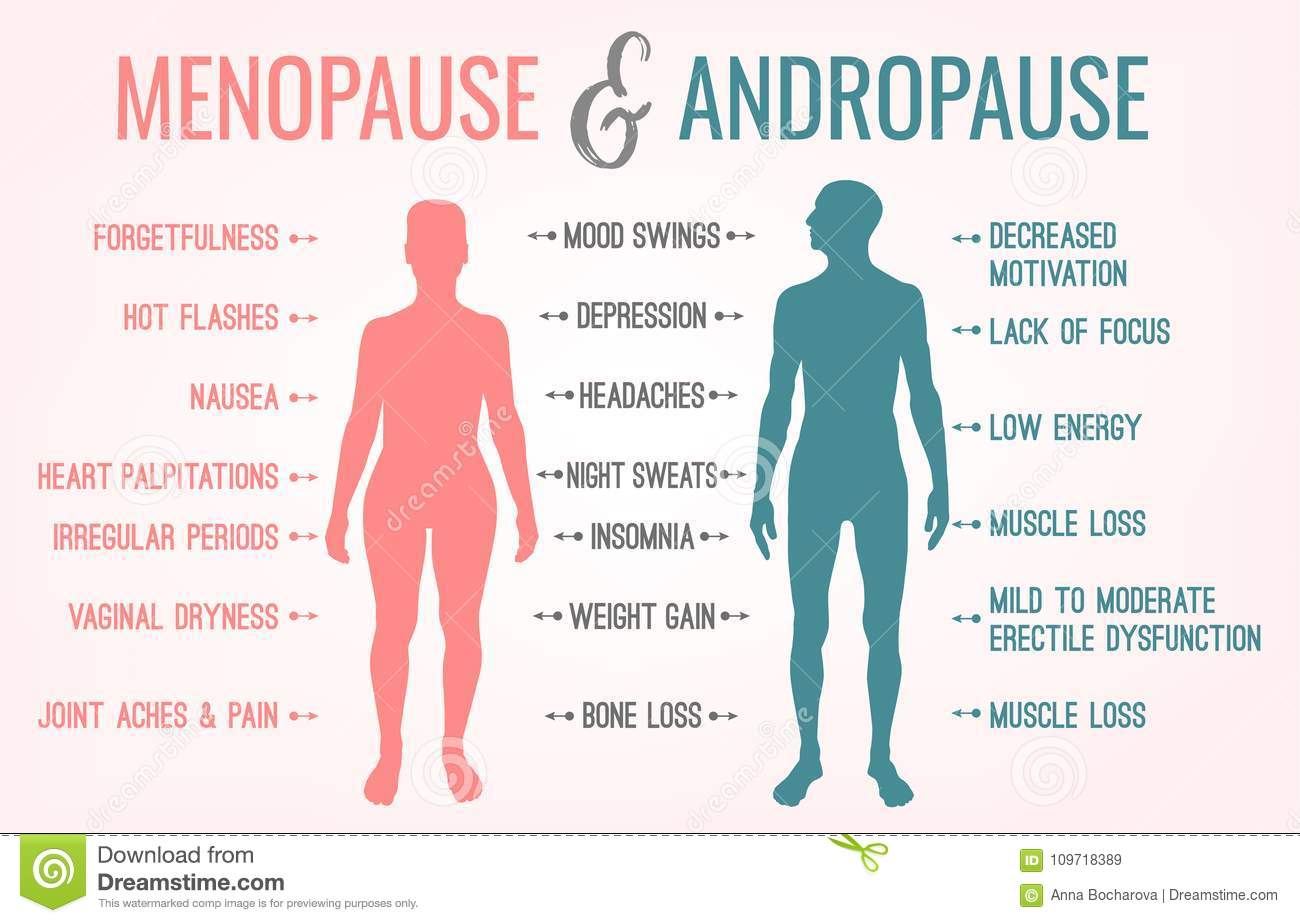 MENOPAUSE & ANDROPAUSE
FORGETFULNESS
HOT FLASHES
NAUSEA
HEART PALPITATIONS
IRREGULAR PERIODS
VAGINAL DRYNESS
JOINT ACHES & PAIN
MOOD SWINGS
DEPRESSION
HEADACHES
NIGHT SWEATS
INSOMNIA
WEIGHT GAIN
BONE LOSS
DECREASED
MOTIVATION
LACK OF FOCUS
LOW ENERGY
MUSCLE LOSS
MILD TO MODERATE
ERECTILE DYSFUNCTION
MUSCLE LOSS
dreamstime
Download from
Dreamstime.com
This watermarked comp image is for previewing purposes only.
ID 109718389
© Anna Bocharova | Dreamstime.com